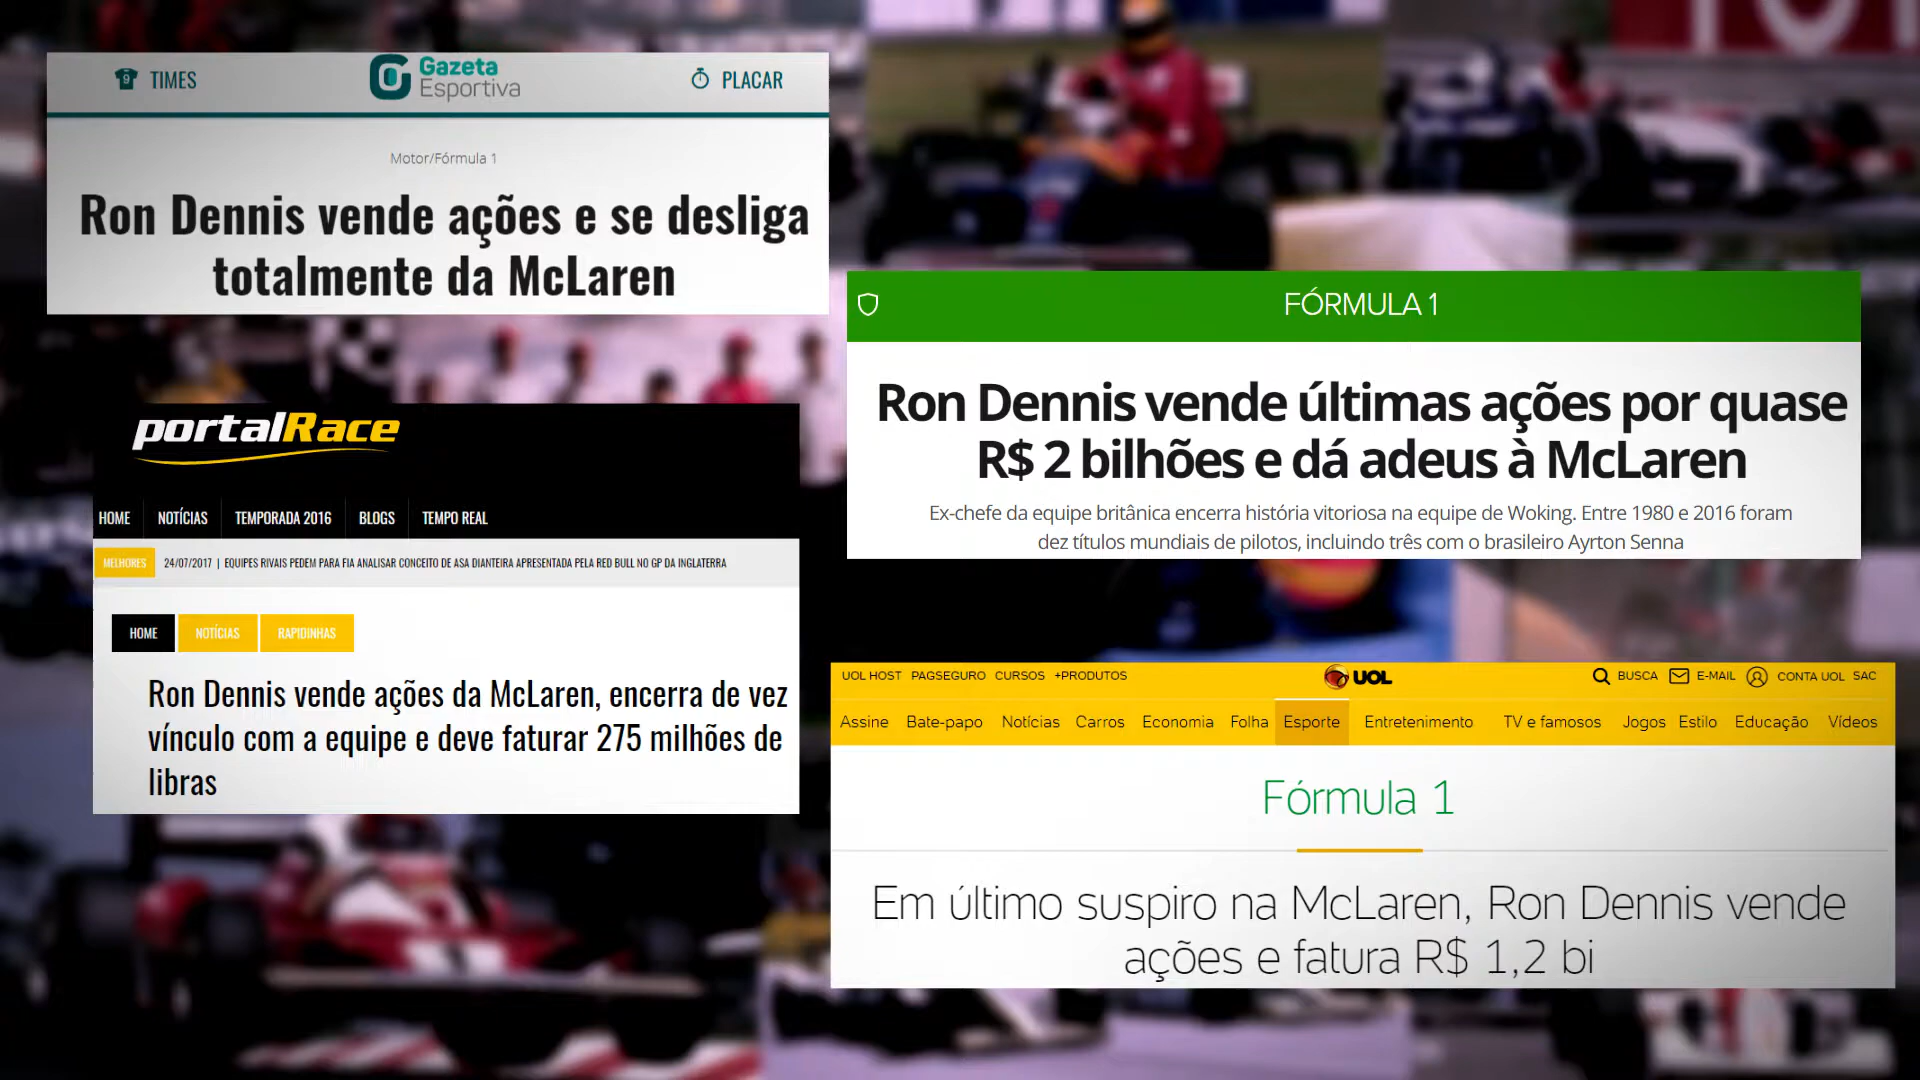 TIMES
Gazeta
Esportiva
PLACAR
Motor/Fórmula 1
Ron Dennis vende ações e se desliga
totalmente da McLaren
FÓRMULA 1
Ron Dennis vende últimas ações por quase
R$ 2 bilhões e dá adeus à McLaren
Ex-chefe da equipe britânica encerra história vitoriosa na equipe de Woking. Entre 1980 e 2016 foram
dez títulos mundiais de pilotos, incluindo três com o brasileiro Ayrton Senna
portalRace
HOME NOTÍCIAS TEMPORADA 2016 BLOGS TEMPO REAL
MELHORES 24/07/2017 | EQUIPES RIVAIS PEDEM PARA FIA ANALISAR CONCEITO DE ASA DIANTEIRA APRESENTADA PELA RED BULL NO GP DA INGLATERRA
HOME NOTÍCIAS RAPIDINHAS
Ron Dennis vende ações da McLaren, encerra de vez
vínculo com a equipe e deve faturar 275 milhões de
libras
UOL HOST PAGSEGURO CURSOS +PRODUTOS UOL BUSCA E-MAIL CONTA UOL SAC
Assine Bate-papo Notícias Carros Economia Folha Esporte Entretenimento TV e famosos Jogos Estilo Educação Vídeos
Fórmula 1
Em último suspiro na McLaren, Ron Dennis vende
ações e fatura R$ 1,2 bi